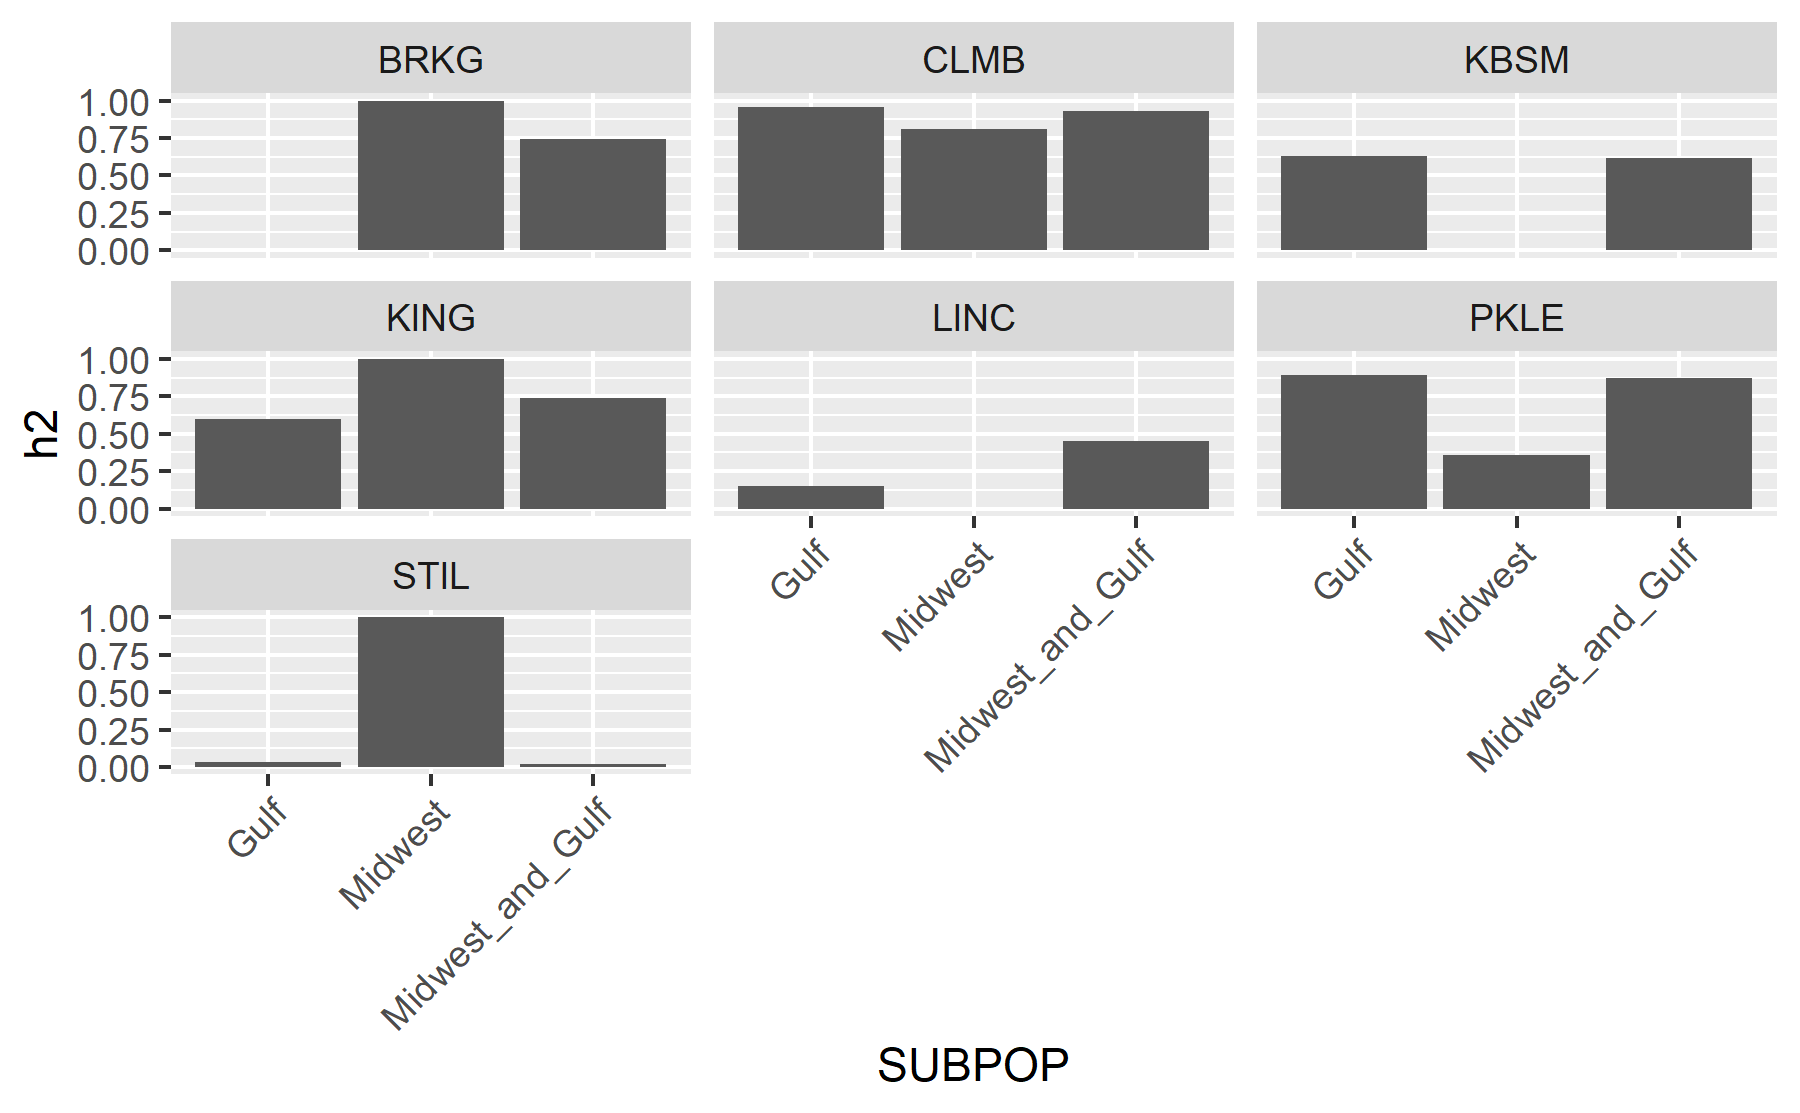 BRKG CLMB KBSM
1.00
0.75
0.50
0.25
0.00
KING LINC PKLE
1.00
0.75
0.50
0.25
0.00
h2
Gulf Midwest Midwest_and_Gulf Gulf Midwest Midwest_and_Gulf
STIL
1.00
0.75
0.50
0.25
0.00
Gulf Midwest Midwest_and_Gulf
SUBPOP